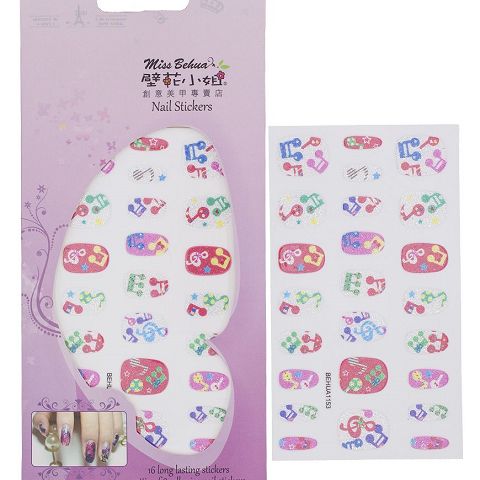 Miss Behua
壁花小姐®
創意美甲專賣店
Nail Stickers
BEHUA1153
16 long lasting stickers
BEHUA